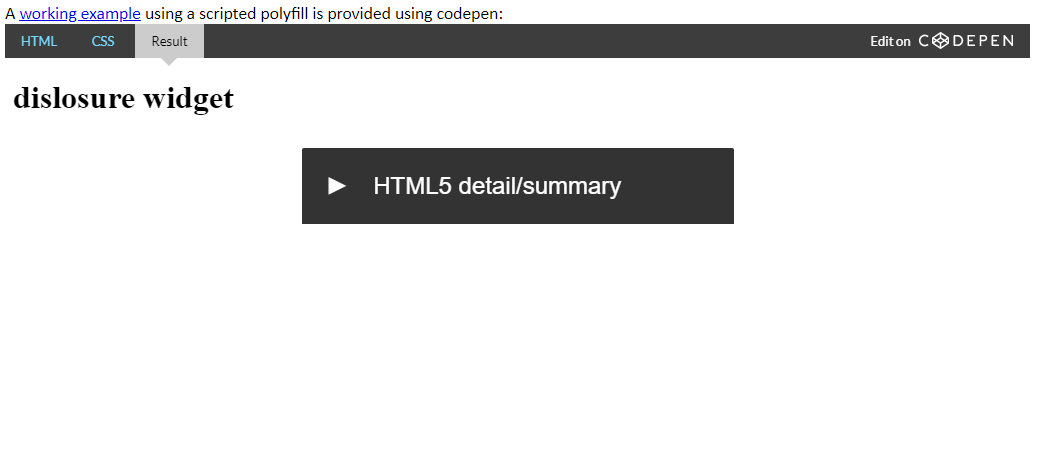 A working example using a scripted polyfill is provided using codepen:
HTML CSS Result Edit on CODEPEN
dislosure widget
HTML5 detail/summary